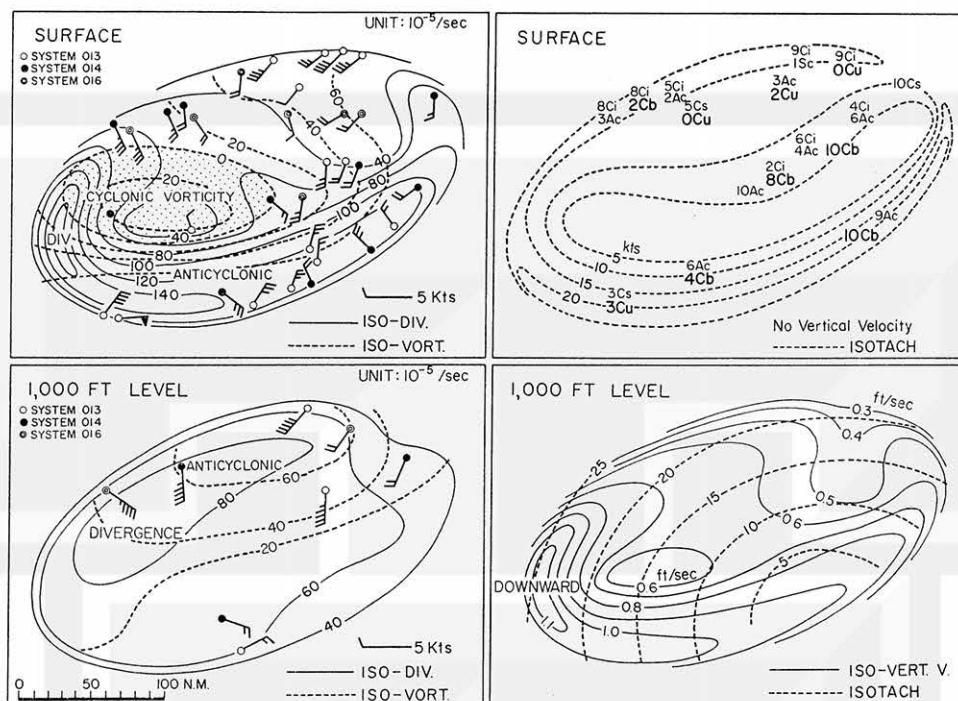 SURFACE
UNIT: 10⁻⁵/sec
SYSTEM 013
SYSTEM 014
SYSTEM 016
60
40
20
0
40
80
100
20
CYCLONIC VORTICITY
DIV.
40
80
100
ANTICYCLONIC
120
140
5 Kts
ISO-DIV.
ISO-VORT.
SURFACE
9Ci
1Sc
9Ci
0Cu
10Cs
3Ac
2Cu
8Ci
3Ac
8Ci
2Cb
5Ci
2Ac
5Cs
0Cu
4Ci
6Ac
6Ci
4Ac
10Cb
2Ci
8Cb
10Ac
9Ac
10Cb
kts
5
10
15
20
6Ac
4Cb
3Cs
3Cu
No Vertical Velocity
ISOTACH
1,000 FT LEVEL
UNIT: 10⁻⁵/sec
SYSTEM 013
SYSTEM 014
SYSTEM 016
ANTICYCLONIC
60
80
DIVERGENCE
40
20
60
40
5 Kts
0 50 100 N.M.
ISO-DIV.
ISO-VORT.
1,000 FT LEVEL
ft/sec
0.3
0.4
25
20
15
0.5
10
0.6
5
DOWNWARD
0.6
ft/sec
0.8
1.0
1.1
ISO-VERT. V.
ISOTACH